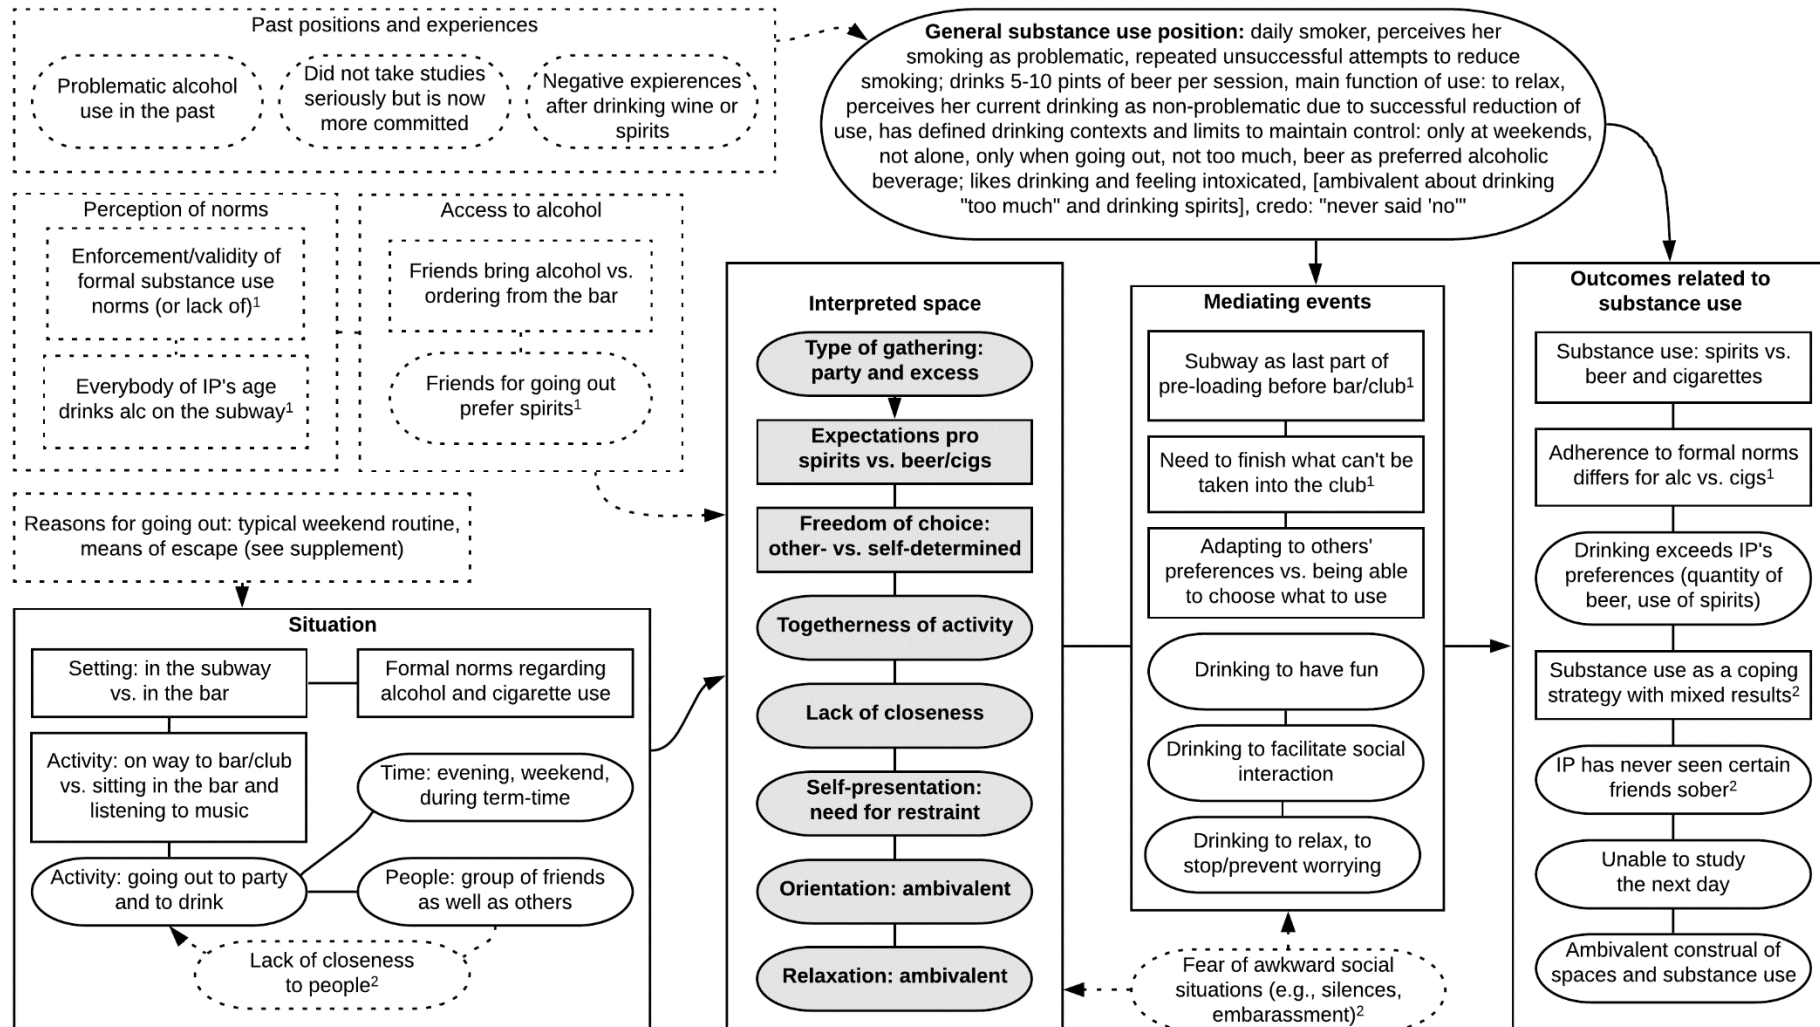 Past positions and experiences
Problematic alcohol
use in the past
Did not take studies
seriously but is now
more committed
Negative expierences
after drinking wine or
spirits
General substance use position: daily smoker, perceives her
smoking as problematic, repeated unsuccessful attempts to reduce
smoking; drinks 5-10 pints of beer per session, main function of use: to relax,
perceives her current drinking as non-problematic due to successful reduction of
use, has defined drinking contexts and limits to maintain control: only at weekends,
not alone, only when going out, not too much, beer as preferred alcoholic
beverage; likes drinking and feeling intoxicated, [ambivalent about drinking
"too much" and drinking spirits], credo: "never said 'no'"
Perception of norms
Enforcement/validity of
formal substance use
norms (or lack of)¹
Everybody of IP's age
drinks alc on the subway¹
Access to alcohol
Friends bring alcohol vs.
ordering from the bar
Friends for going out
prefer spirits¹
Reasons for going out: typical weekend routine,
means of escape (see supplement)
Situation
Setting: in the subway
vs. in the bar
Formal norms regarding
alcohol and cigarette use
Activity: on way to bar/club
vs. sitting in the bar and
listening to music
Time: evening, weekend,
during term-time
Activity: going out to party
and to drink
People: group of friends
as well as others
Lack of closeness
to people²
Interpreted space
Type of gathering:
party and excess
Expectations pro
spirits vs. beer/cigs
Freedom of choice:
other- vs. self-determined
Togetherness of activity
Lack of closeness
Self-presentation:
need for restraint
Orientation: ambivalent
Relaxation: ambivalent
Mediating events
Subway as last part of
pre-loading before bar/club¹
Need to finish what can't be
taken into the club¹
Adapting to others'
preferences vs. being able
to choose what to use
Drinking to have fun
Drinking to facilitate social
interaction
Drinking to relax, to
stop/prevent worrying
Fear of awkward social
situations (e.g., silences,
embarassment)²
Outcomes related to
substance use
Substance use: spirits vs.
beer and cigarettes
Adherence to formal norms
differs for alc vs. cigs¹
Drinking exceeds IP's
preferences (quantity of
beer, use of spirits)
Substance use as a coping
strategy with mixed results²
IP has never seen certain
friends sober²
Unable to study
the next day
Ambivalent construal of
spaces and substance use